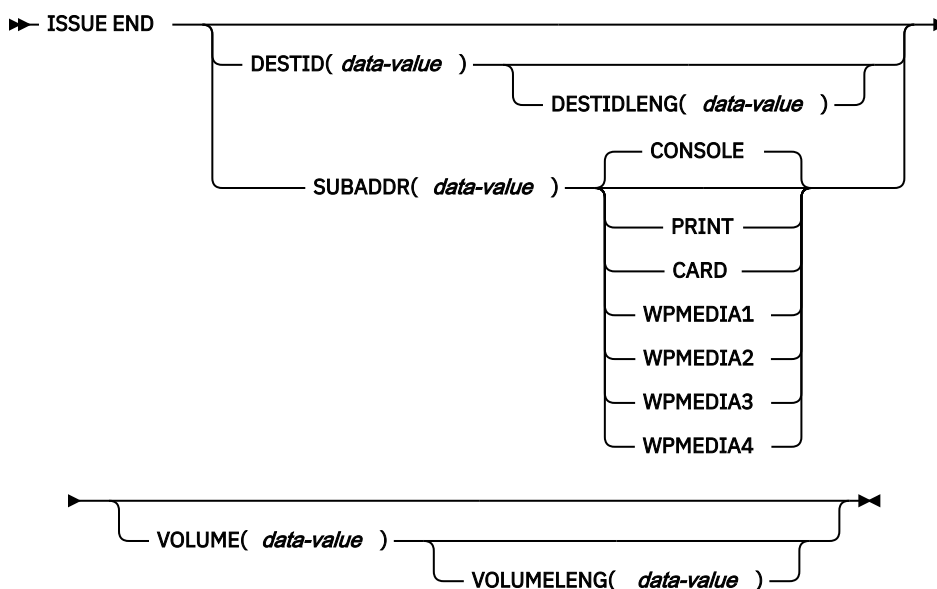 ISSUE END
DESTID( data-value )
DESTIDLENG( data-value )
CONSOLE
SUBADDR( data-value )
PRINT
CARD
WPMEDIA1
WPMEDIA2
WPMEDIA3
WPMEDIA4
VOLUME( data-value )
VOLUMELENG( data-value )